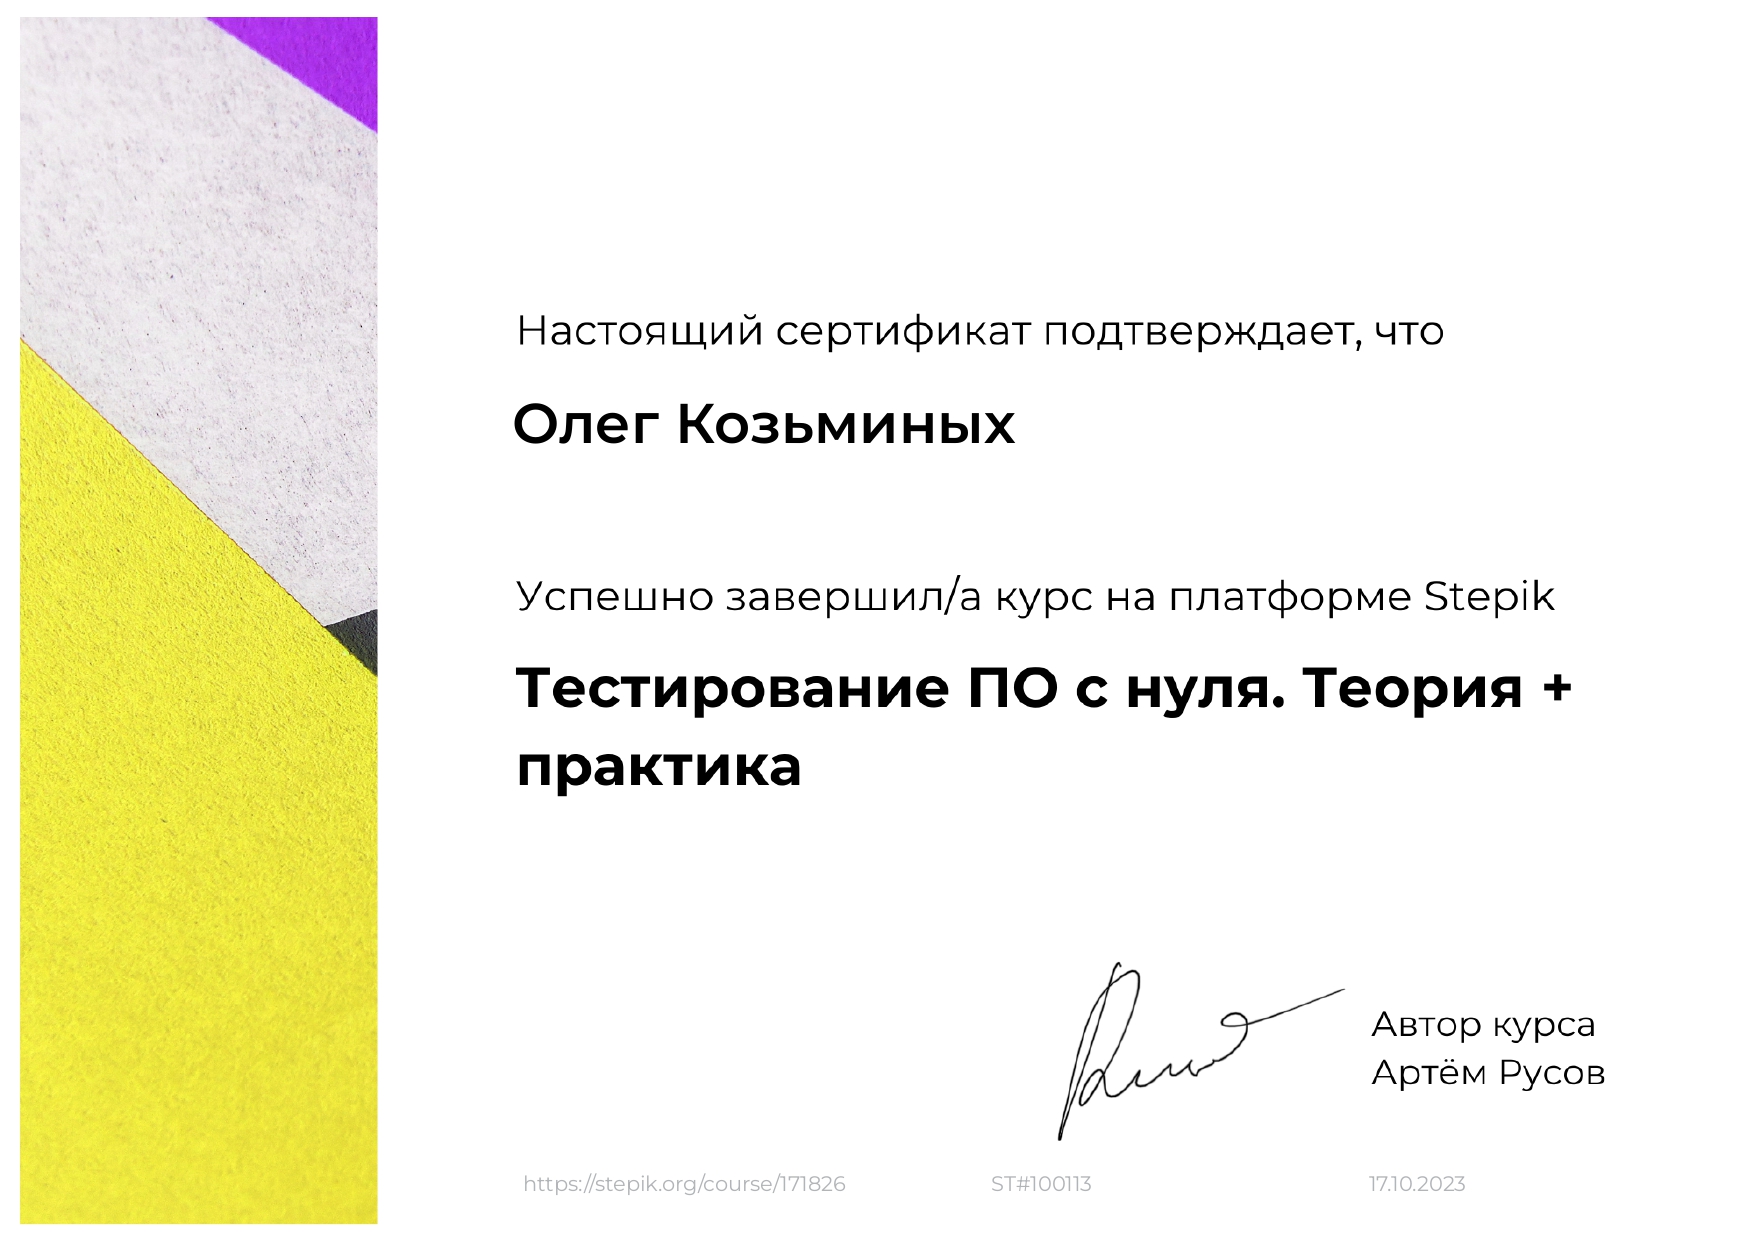 Настоящий сертификат подтверждает, что
Олег Козьминых
Успешно завершил/а курс на платформе Stepik
Тестирование ПО с нуля. Теория +
практика
Автор курса
Артём Русов
https://stepik.org/course/171826
ST#100113
17.10.2023